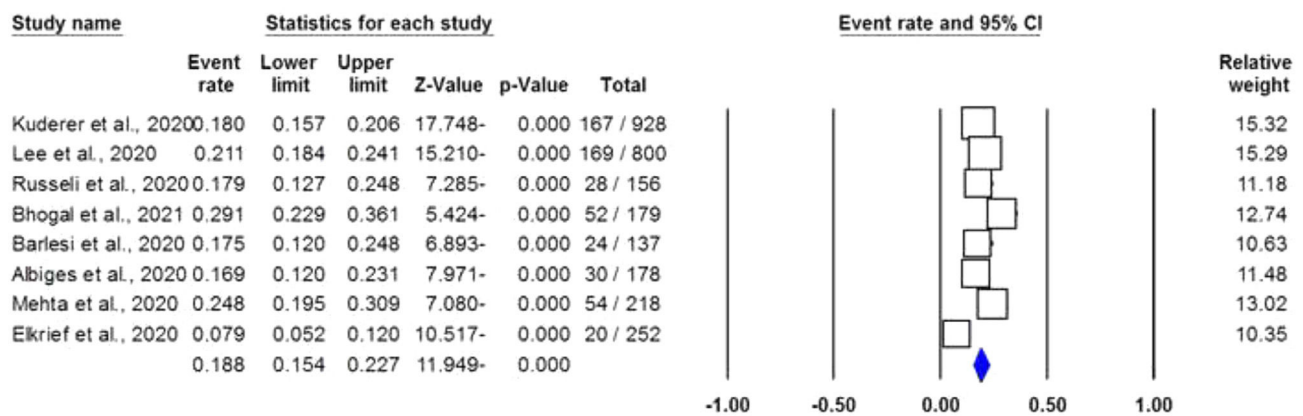 Study name Statistics for each study Event rate and 95% CI
Event Lower Upper Relative
rate limit limit Z-Value p-Value Total weight
Kuderer et al., 20200.180 0.157 0.206 17.748- 0.000 167 / 928 15.32
Lee et al., 2020 0.211 0.184 0.241 15.210- 0.000 169 / 800 15.29
Russeli et al., 2020 0.179 0.127 0.248 7.285- 0.000 28 / 156 11.18
Bhogal et al., 2021 0.291 0.229 0.361 5.424- 0.000 52 / 179 12.74
Barlesi et al., 2020 0.175 0.120 0.248 6.893- 0.000 24 / 137 10.63
Albiges et al., 2020 0.169 0.120 0.231 7.971- 0.000 30 / 178 11.48
Mehta et al., 2020 0.248 0.195 0.309 7.080- 0.000 54 / 218 13.02
Elkrief et al., 2020 0.079 0.052 0.120 10.517- 0.000 20 / 252 10.35
0.188 0.154 0.227 11.949- 0.000
-1.00 -0.50 0.00 0.50 1.00